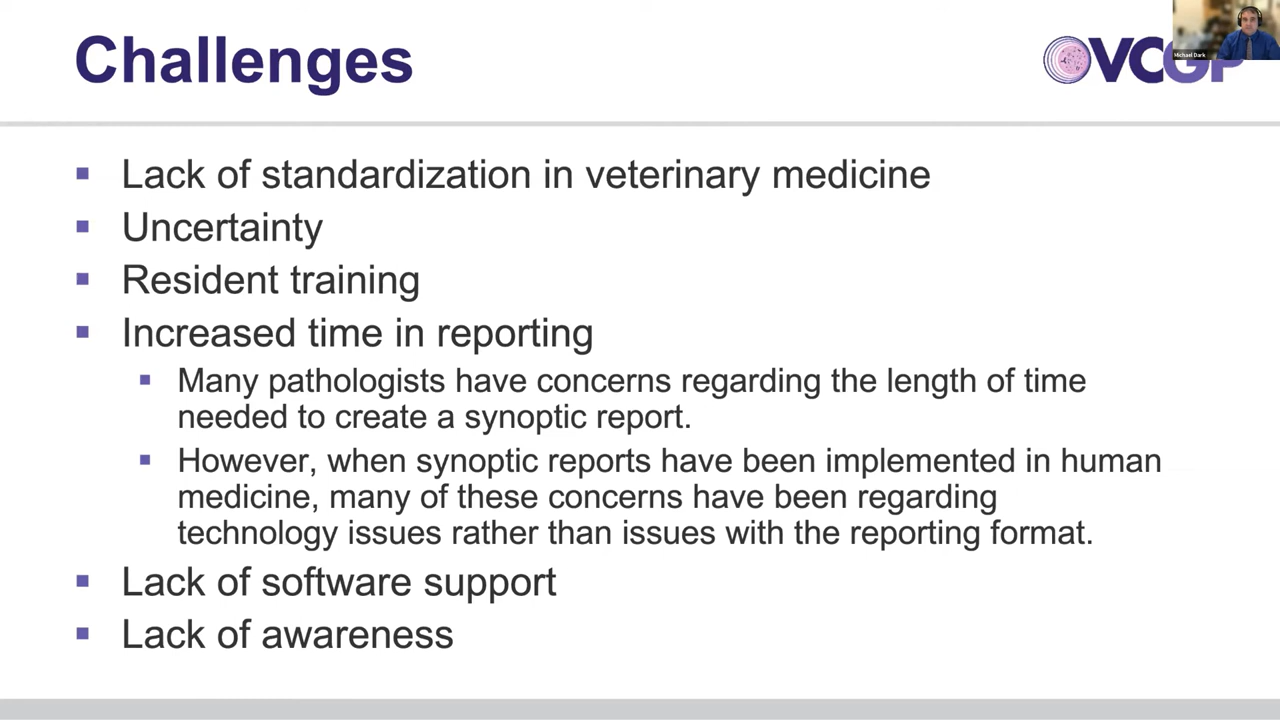 Challenges
Michael Dark
OVCGP
Lack of standardization in veterinary medicine
Uncertainty
Resident training
Increased time in reporting
Many pathologists have concerns regarding the length of time
needed to create a synoptic report.
However, when synoptic reports have been implemented in human
medicine, many of these concerns have been regarding
technology issues rather than issues with the reporting format.
Lack of software support
Lack of awareness